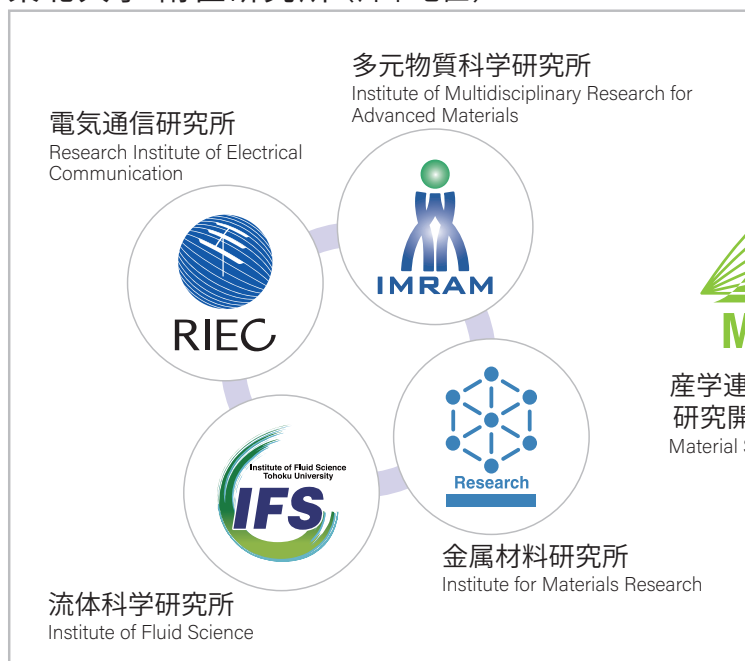 多元物質科学研究所
Institute of Multidisciplinary Research for
Advanced Materials
電気通信研究所
Research Institute of Electrical
Communication
IMRAM
RIEC
産学連
研究開
Material
Institute of Fluid Science
Tohoku University
IFS
Research
金属材料研究所
Institute for Materials Research
流体科学研究所
Institute of Fluid Science